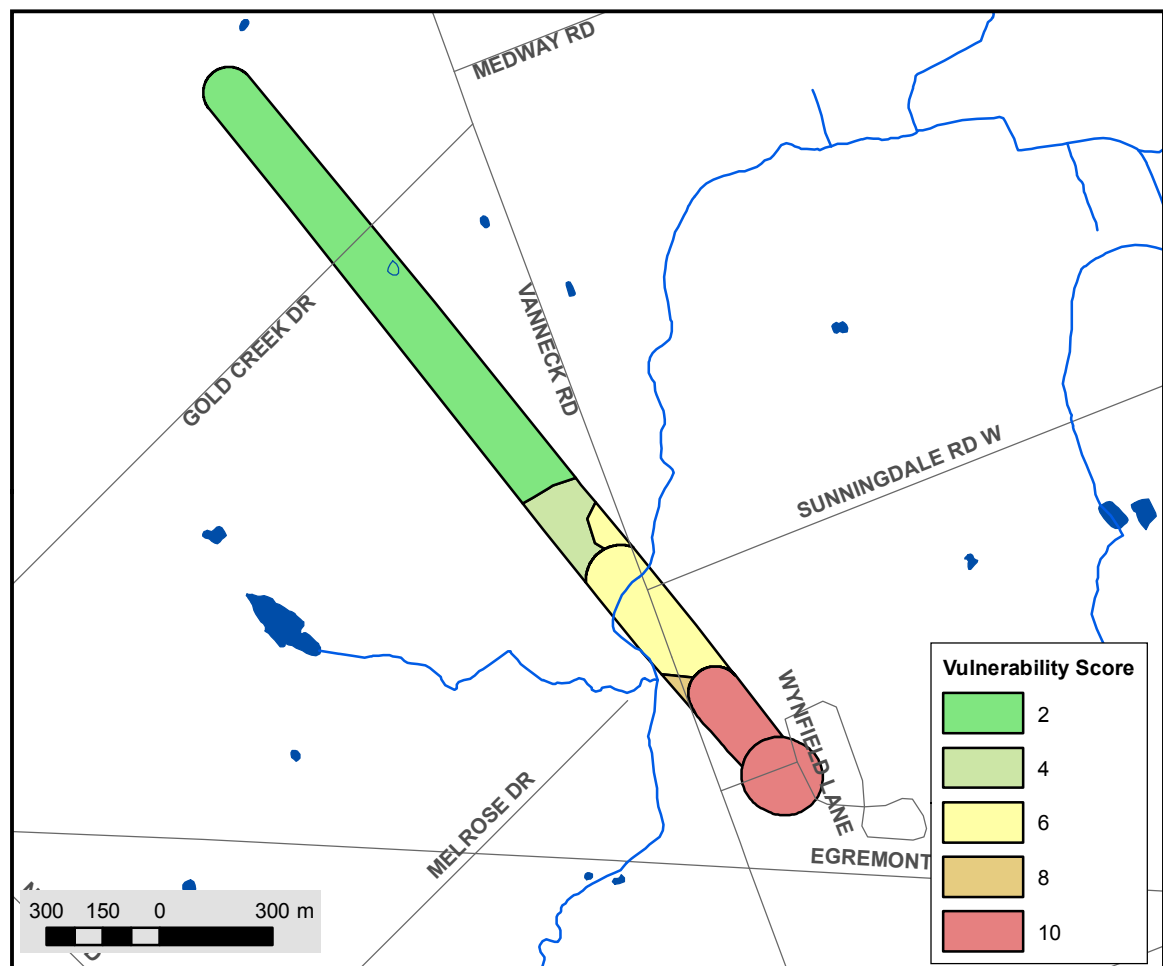 MEDWAY RD
VANNECK RD
GOLD CREEK DR
SUNNINGDALE RD W
WYNFIELD LANE
MELROSE DR
EGREMONT
Vulnerability Score
2
4
6
8
10
300 150 0 300 m